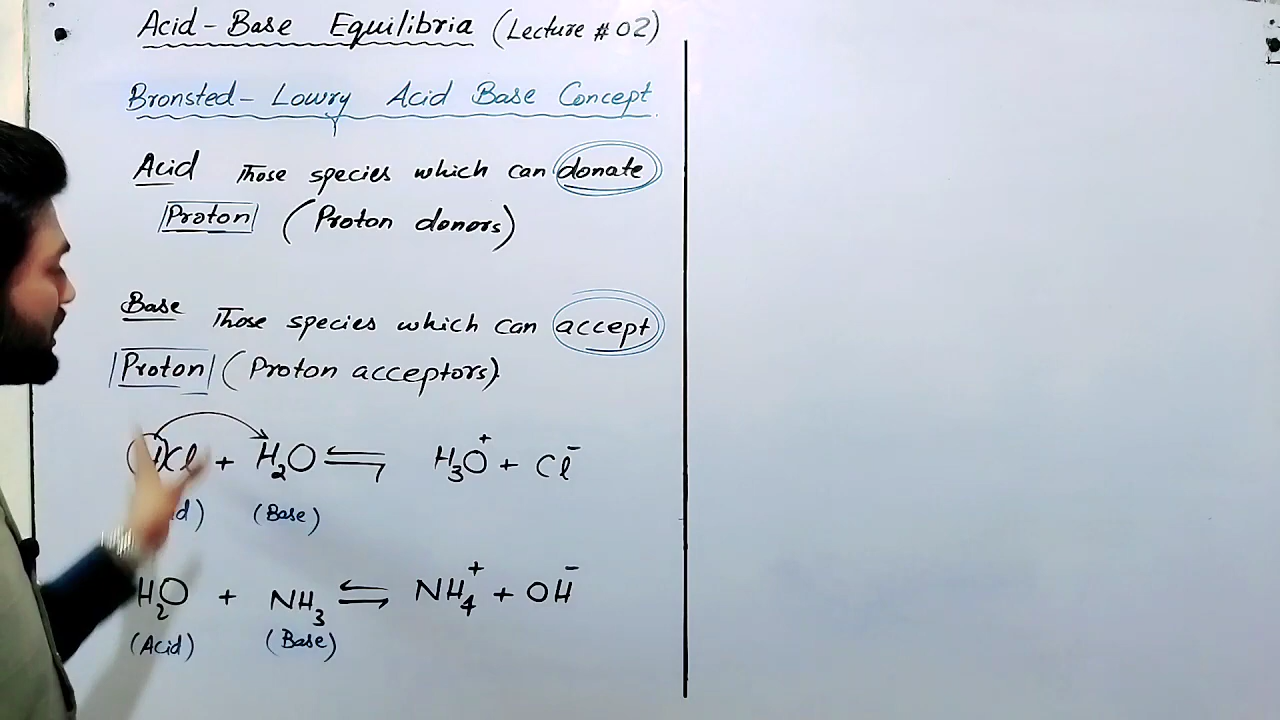 Acid-Base Equilibria (Lecture # 02)
Bronsted-Lowry Acid Base Concept
Acid Those species which can donate
Proton (Proton donors)
Base Those species which can accept
Proton (Proton acceptors)
HCl + H₂O ⇌ H₃O⁺ + Cl⁻
(Base)
H₂O + NH₃ ⇌ NH₄⁺ + OH⁻
(Acid) (Base)